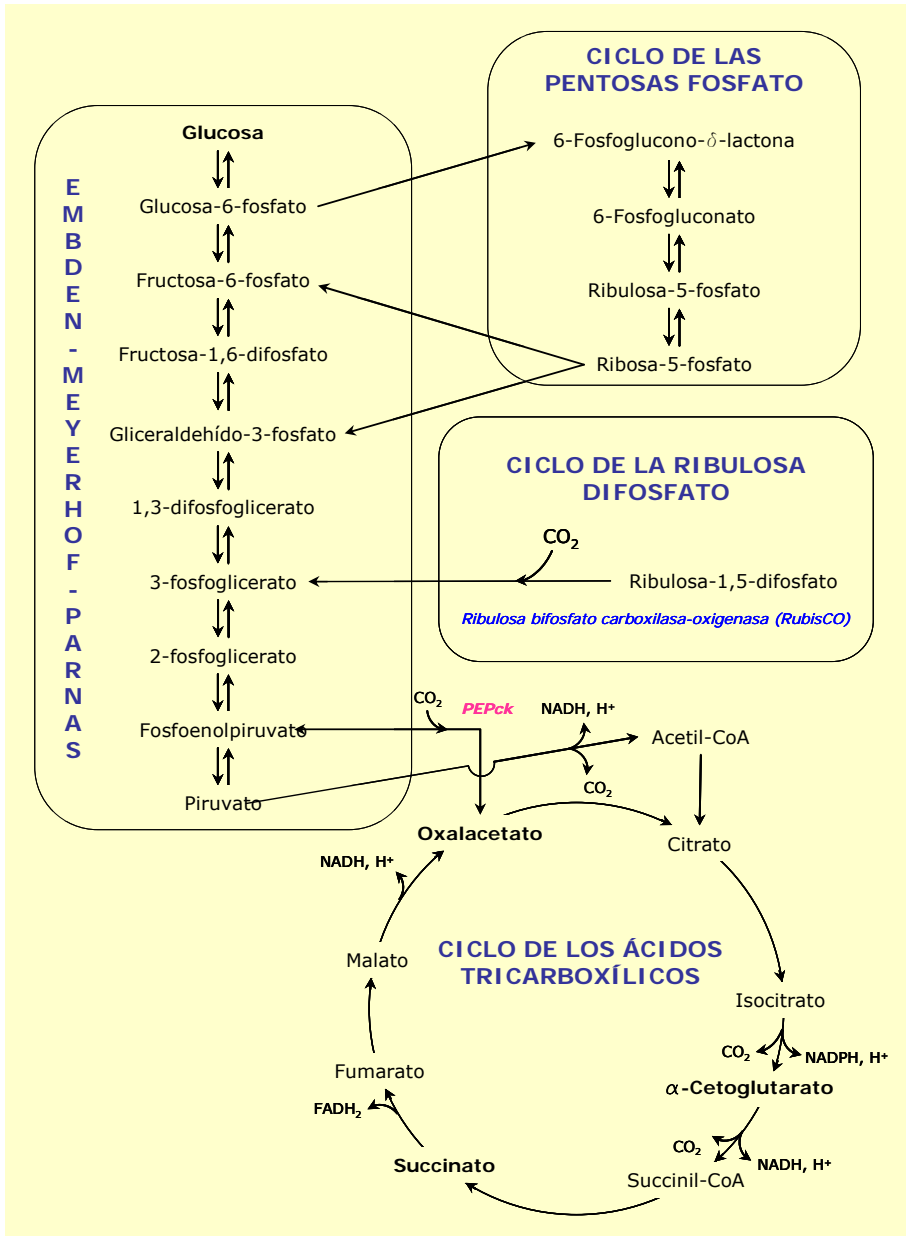 EMBDEN-MEYERHOF-PARNAS
Glucosa
Glucosa-6-fosfato
Fructosa-6-fosfato
Fructosa-1,6-difosfato
Gliceraldehído-3-fosfato
1,3-difosfoglicerato
3-fosfoglicerato
2-fosfoglicerato
Fosfoenolpiruvato
Piruvato
CICLO DE LAS
PENTOSAS FOSFATO
6-Fosfoglucono-δ-lactona
6-Fosfogluconato
Ribulosa-5-fosfato
Ribosa-5-fosfato
CICLO DE LA RIBULOSA
DIFOSFATO
CO₂
Ribulosa-1,5-difosfato
Ribulosa bifosfato carboxilasa-oxigenasa (RubisCO)
CO₂
PEPck
NADH, H⁺
Acetil-CoA
CO₂
Oxalacetato
Citrato
NADH, H⁺
CICLO DE LOS ÁCIDOS
TRICARBOXÍLICOS
Malato
Isocitrato
CO₂
NADPH, H⁺
Fumarato
α-Cetoglutarato
FADH₂
CO₂
NADH, H⁺
Succinato
Succinil-CoA